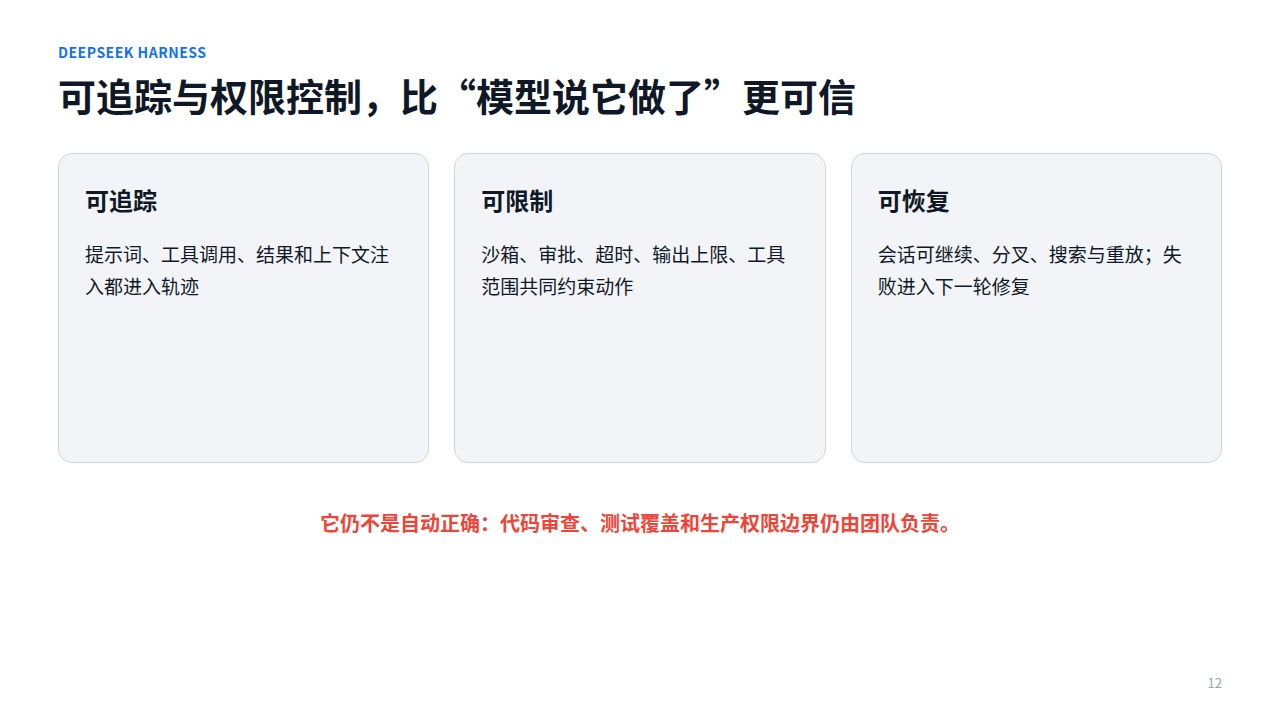 DEEPSEEK HARNESS
可追踪与权限控制，比“模型说它做了”更可信
可追踪
提示词、工具调用、结果和上下文注
入都进入轨迹
可限制
沙箱、审批、超时、输出上限、工具
范围共同约束动作
可恢复
会话可继续、分叉、搜索与重放；失
败进入下一轮修复
它仍不是自动正确：代码审查、测试覆盖和生产权限边界仍由团队负责。
12